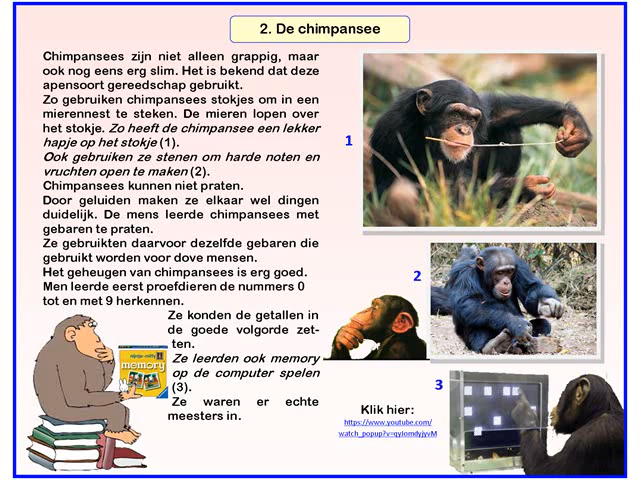 2. De chimpansee
Chimpansees zijn niet alleen grappig, maar
ook nog eens erg slim. Het is bekend dat deze
apensoort gereedschap gebruikt.
Zo gebruiken chimpansees stokjes om in een
mierennest te steken. De mieren lopen over
het stokje. Zo heeft de chimpansee een lekker
hapje op het stokje (1).
Ook gebruiken ze stenen om harde noten en
vruchten open te maken (2).
Chimpansees kunnen niet praten.
Door geluiden maken ze elkaar wel dingen
duidelijk. De mens leerde chimpansees met
gebaren te praten.
Ze gebruikten daarvoor dezelfde gebaren die
gebruikt worden voor dove mensen.
Het geheugen van chimpansees is erg goed.
Men leerde eerst proefdieren de nummers 0
tot en met 9 herkennen.
Ze konden de getallen in
de goede volgorde zet-
ten.
Ze leerden ook memory
op de computer spelen
(3).
Ze waren er echte
meesters in.
memory
1
2
3
Klik hier:
https://www.youtube.com/
watch_popup?v=qyJomdyjyvM